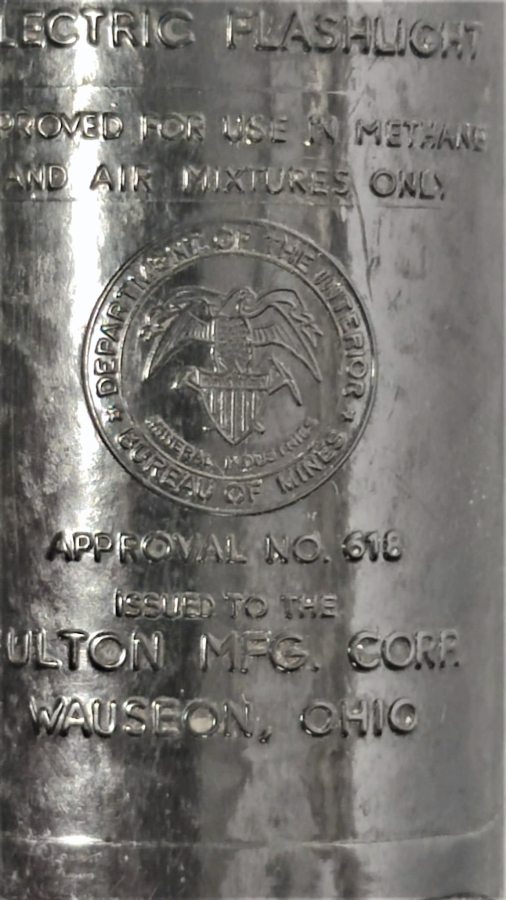 LECTRIC FLASHLIGHT
PROVED FOR USE IN METHANE
AND AIR MIXTURES ONLY
DEPARTMENT OF THE INTERIOR
MINERAL INDUSTRIES
BUREAU OF MINES
APPROVAL NO. 618
ISSUED TO THE
ULTON MFG. CORP.
WAUSEON, OHIO